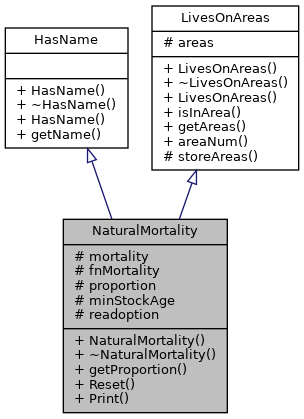 HasName
+ HasName()
+ ~HasName()
+ HasName()
+ getName()
LivesOnAreas
# areas
+ LivesOnAreas()
+ ~LivesOnAreas()
+ LivesOnAreas()
+ isInArea()
+ getAreas()
+ areaNum()
# storeAreas()
NaturalMortality
# mortality
# fnMortality
# proportion
# minStockAge
# readoption
+ NaturalMortality()
+ ~NaturalMortality()
+ getProportion()
+ Reset()
+ Print()